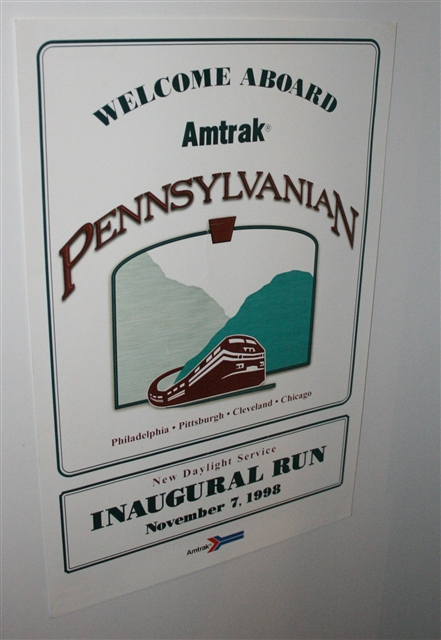 WELCOME ABOARD
Amtrak®
PENNSYLVANIAN
Philadelphia • Pittsburgh • Cleveland • Chicago
New Daylight Service
INAUGURAL RUN
November 7, 1998
Amtrak